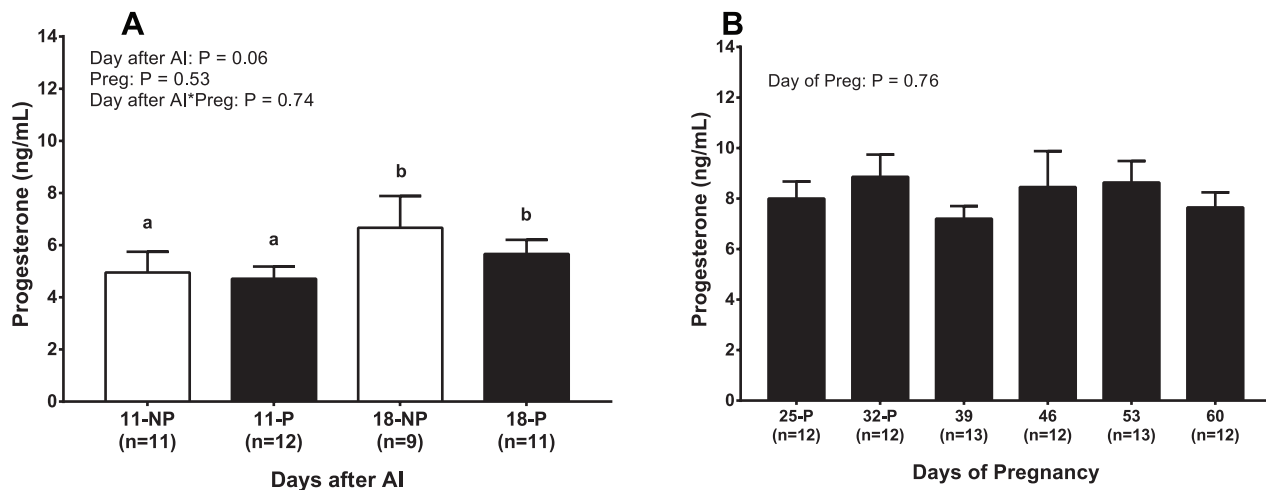 A
Day after AI: P = 0.06
Preg: P = 0.53
Day after AI*Preg: P = 0.74
Progesterone (ng/mL)
14
12
10
8
6
4
2
0
a
a
b
b
11-NP
(n=11)
11-P
(n=12)
18-NP
(n=9)
18-P
(n=11)
Days after AI
B
Day of Preg: P = 0.76
Progesterone (ng/mL)
14
12
10
8
6
4
2
0
25-P
(n=12)
32-P
(n=12)
39
(n=13)
46
(n=12)
53
(n=13)
60
(n=12)
Days of Pregnancy